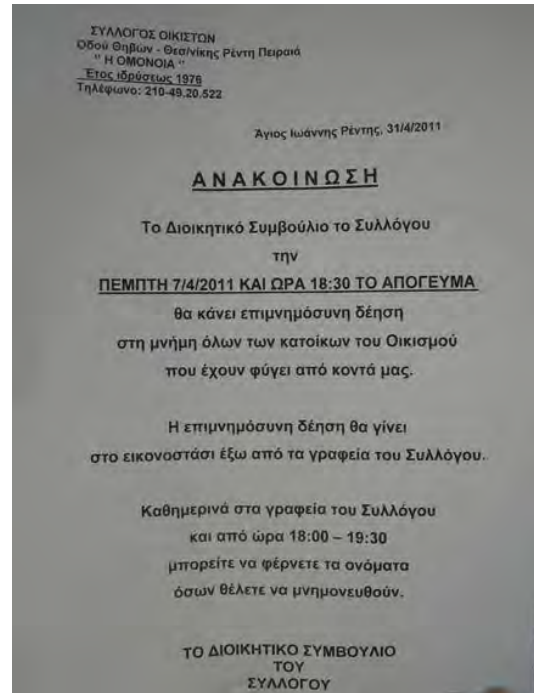 ΣΥΛΛΟΓΟΣ ΟΙΚΙΣΤΩΝ
Οδού Θηβών - Θεσ/νίκης Ρέντη Πειραιά
" Η ΟΜΟΝΟΙΑ "
Έτος ιδρύσεως 1976
Τηλέφωνο: 210-49.20.522
Άγιος Ιωάννης Ρέντης, 31/4/2011
Α Ν Α Κ Ο Ι Ν Ω Σ Η
Το Διοικητικό Συμβούλιο το Συλλόγου
την
ΠΕΜΠΤΗ 7/4/2011 ΚΑΙ ΩΡΑ 18:30 ΤΟ ΑΠΟΓΕΥΜΑ
θα κάνει επιμνημόσυνη δέηση
στη μνήμη όλων των κατοίκων του Οικισμού
που έχουν φύγει από κοντά μας.
Η επιμνημόσυνη δέηση θα γίνει
στο εικονοστάσι έξω από τα γραφεία του Συλλόγου.
Καθημερινά στα γραφεία του Συλλόγου
και από ώρα 18:00 – 19:30
μπορείτε να φέρνετε τα ονόματα
όσων θέλετε να μνημονευθούν.
ΤΟ ΔΙΟΙΚΗΤΙΚΟ ΣΥΜΒΟΥΛΙΟ
ΤΟΥ
ΣΥΛΛΟΓΟΥ